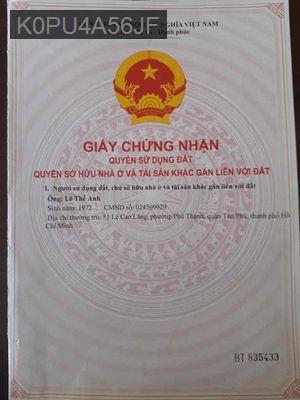 K0PU4A56JF
NGHĨA VIỆT NAM
Hạnh phúc
GIẤY CHỨNG NHẬN
QUYỀN SỬ DỤNG ĐẤT
QUYỀN SỞ HỮU NHÀ Ở VÀ TÀI SẢN KHÁC GẮN LIỀN VỚI ĐẤT
I. Người sử dụng đất, chủ sở hữu nhà ở và tài sản khác gắn liền với đất
Ông: Lê Thế Anh
Sinh năm: 1972 CMND số: 024509029
Địa chỉ thường trú: 51 Lê Cao Lãng, phường Phú Thạnh, quận Tân Phú, thành phố Hồ
Chí Minh
BT 835433